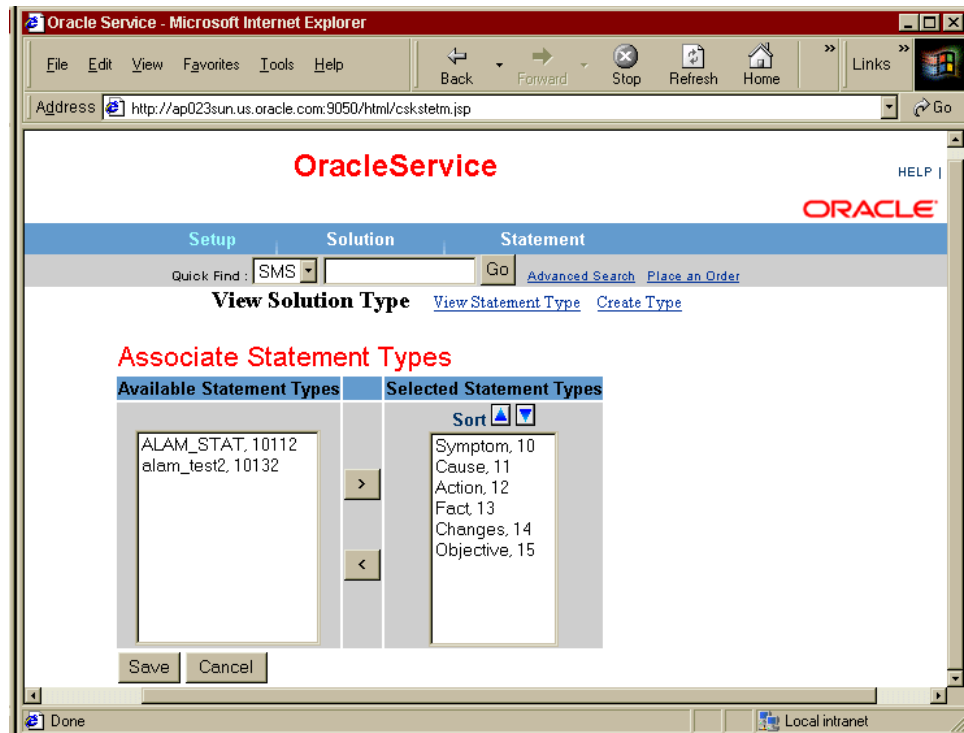 Oracle Service - Microsoft Internet Explorer
File Edit View Favorites Tools Help
Back Forward Stop Refresh Home » Links »
Address http://ap023sun.us.oracle.com:9050/html/cskstetm.jsp Go
OracleService
HELP |
ORACLE
Setup Solution Statement
Quick Find : SMS Go Advanced Search Place an Order
View Solution Type View Statement Type Create Type
Associate Statement Types
Available Statement Types Selected Statement Types
Sort
ALAM_STAT, 10112
alam_test2, 10132
>
<
Symptom, 10
Cause, 11
Action, 12
Fact, 13
Changes, 14
Objective, 15
Save Cancel
Done Local intranet